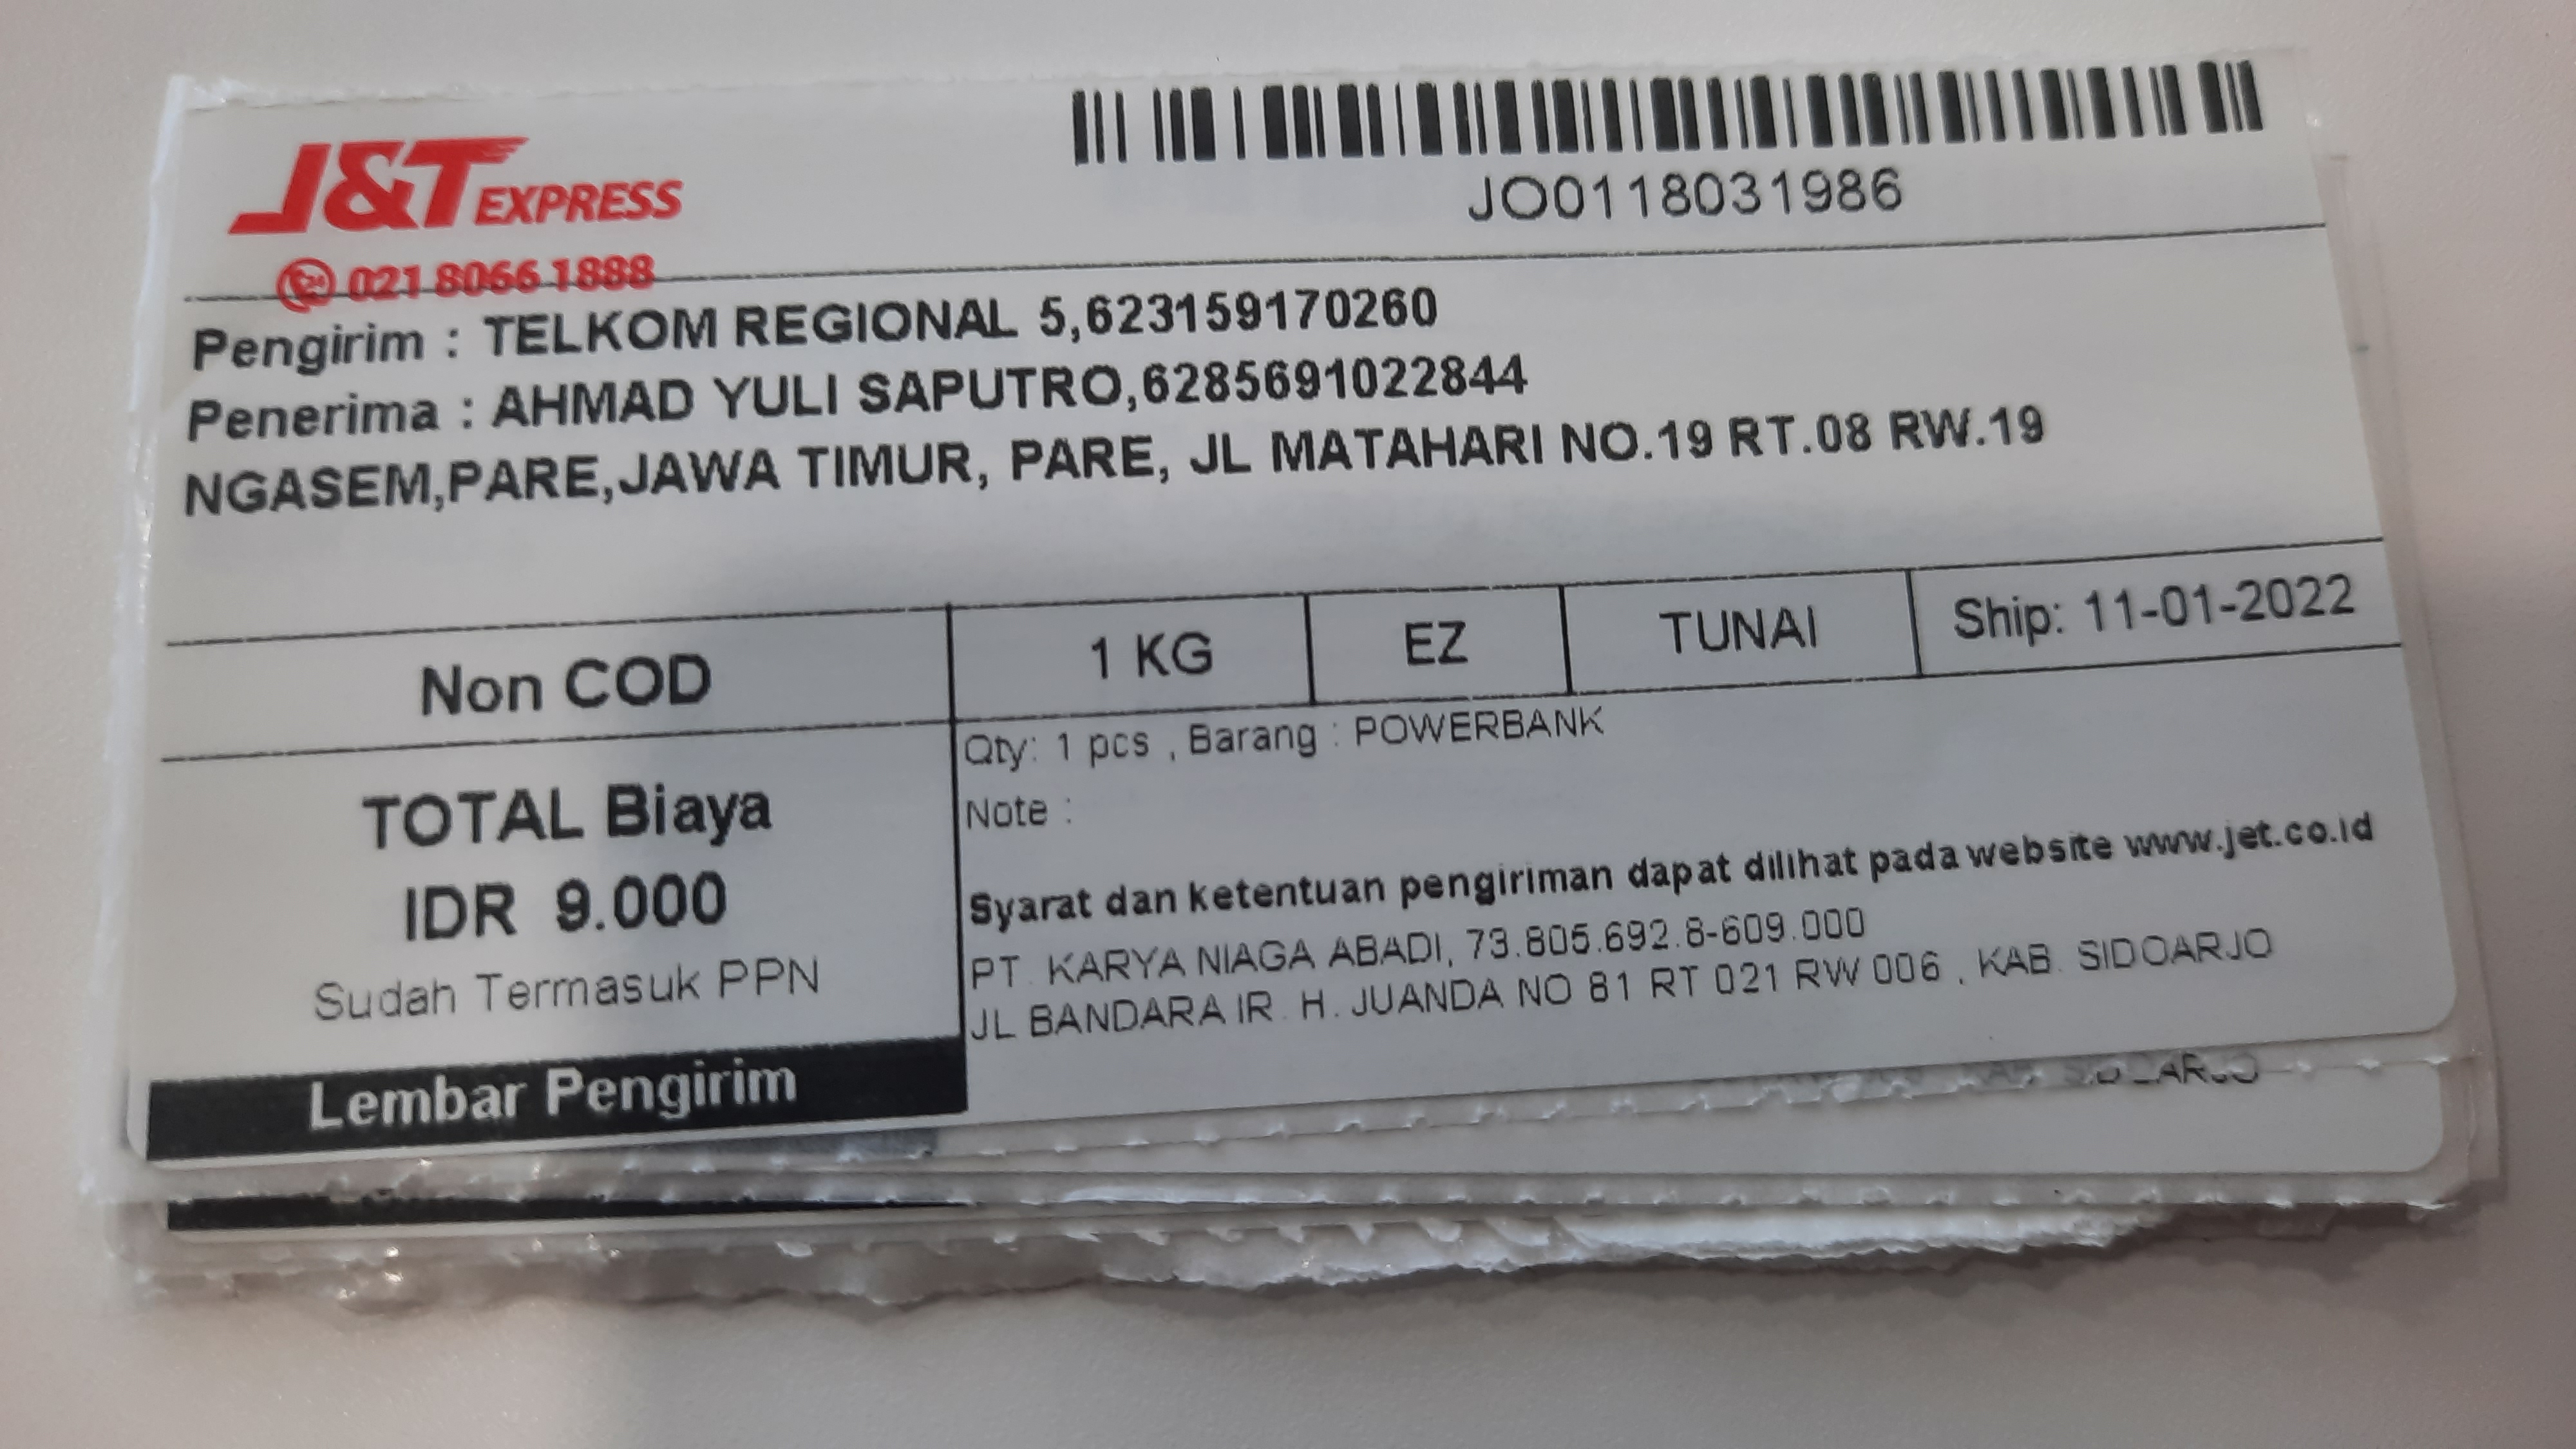 J&T EXPRESS
021 8066 1888
JO0118031986
Pengirim : TELKOM REGIONAL 5,623159170260
Penerima : AHMAD YULI SAPUTRO,6285691022844
NGASEM,PARE,JAWA TIMUR, PARE, JL MATAHARI NO.19 RT.08 RW.19
Non COD 1 KG EZ TUNAI Ship: 11-01-2022
TOTAL Biaya
IDR 9.000
Sudah Termasuk PPN
Lembar Pengirim
Qty: 1 pcs , Barang : POWERBANK
Note :
Syarat dan ketentuan pengiriman dapat dilihat pada website www.jet.co.id
PT. KARYA NIAGA ABADI, 73.805.692.8-609.000
JL BANDARA IR. H. JUANDA NO 81 RT 021 RW 006 , KAB. SIDOARJO